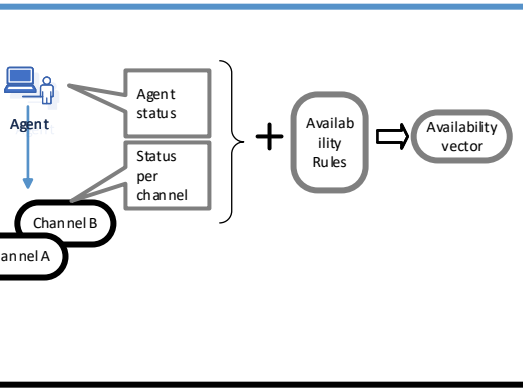 Agent
status
Agent
Availab
ility
Rules
Availability
vector
Status
per
channel
Channel B
annel A